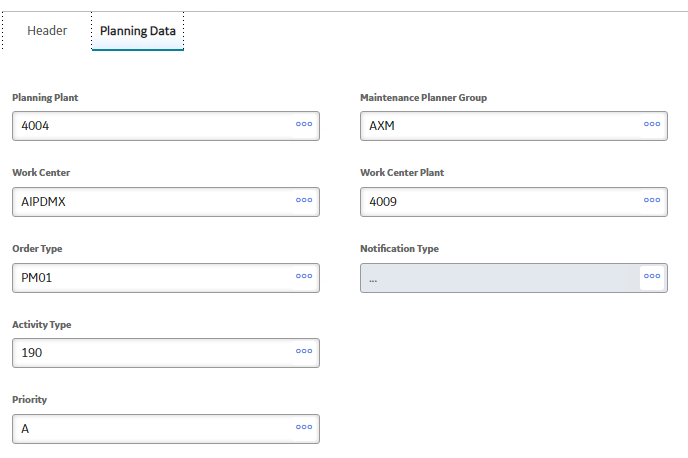 Header Planning Data
Planning Plant Maintenance Planner Group
4004 AXM
Work Center Work Center Plant
AIPDMX 4009
Order Type Notification Type
PM01 ...
Activity Type
190
Priority
A